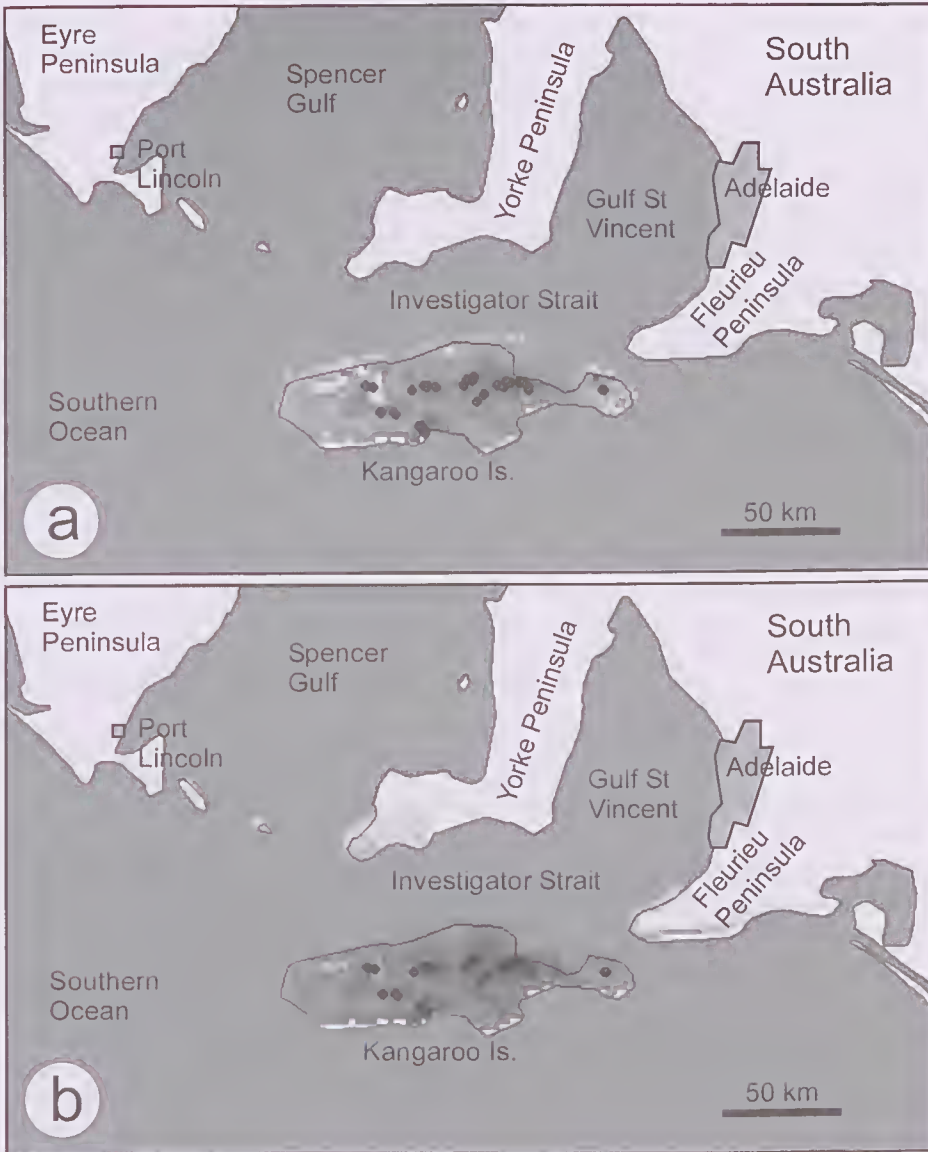 Eyre
Peninsula
Spencer
Gulf
Yorke Peninsula
South
Australia
Port
Lincoln
Gulf St
Vincent
Adelaide
Fleurieu
Peninsula
Investigator Strait
Southern
Ocean
Kangaroo Is.
50 km
a
Eyre
Peninsula
Spencer
Gulf
Yorke Peninsula
South
Australia
Port
Lincoln
Gulf St
Vincent
Adelaide
Fleurieu
Peninsula
Investigator Strait
Southern
Ocean
Kangaroo Is.
50 km
b